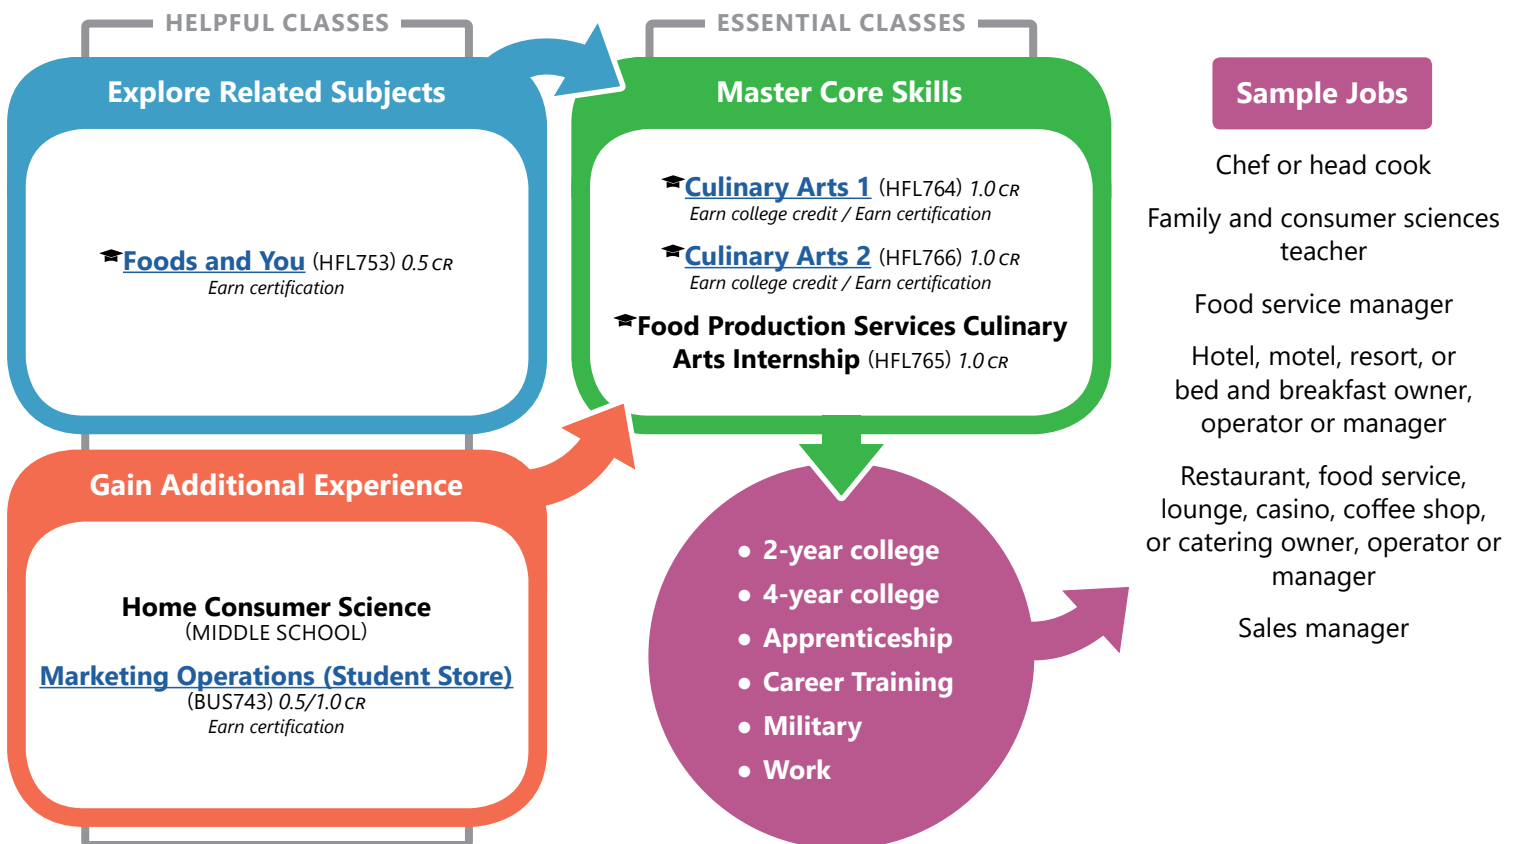 HELPFUL CLASSES
Explore Related Subjects
Foods and You (HFL753) 0.5 CR
Earn certification
Gain Additional Experience
Home Consumer Science
(MIDDLE SCHOOL)
Marketing Operations (Student Store)
(BUS743) 0.5/1.0 CR
Earn certification
ESSENTIAL CLASSES
Master Core Skills
Culinary Arts 1 (HFL764) 1.0 CR
Earn college credit / Earn certification
Culinary Arts 2 (HFL766) 1.0 CR
Earn college credit / Earn certification
Food Production Services Culinary
Arts Internship (HFL765) 1.0 CR
• 2-year college
• 4-year college
• Apprenticeship
• Career Training
• Military
• Work
Sample Jobs
Chef or head cook
Family and consumer sciences
teacher
Food service manager
Hotel, motel, resort, or
bed and breakfast owner,
operator or manager
Restaurant, food service,
lounge, casino, coffee shop,
or catering owner, operator or
manager
Sales manager